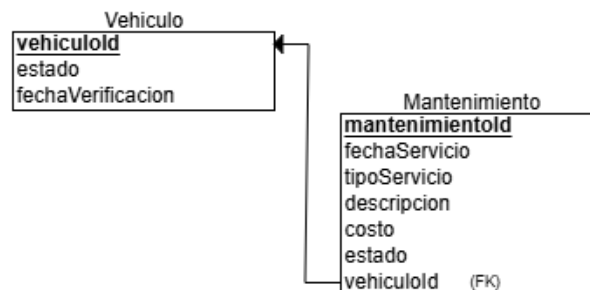 Vehiculo
vehiculoId
estado
fechaVerificacion
Mantenimiento
mantenimientoId
fechaServicio
tipoServicio
descripcion
costo
estado
vehiculoId (FK)